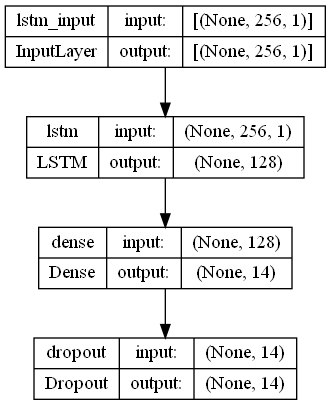 lstm_input input: [(None, 256, 1)]
InputLayer output: [(None, 256, 1)]
lstm input: (None, 256, 1)
LSTM output: (None, 128)
dense input: (None, 128)
Dense output: (None, 14)
dropout input: (None, 14)
Dropout output: (None, 14)